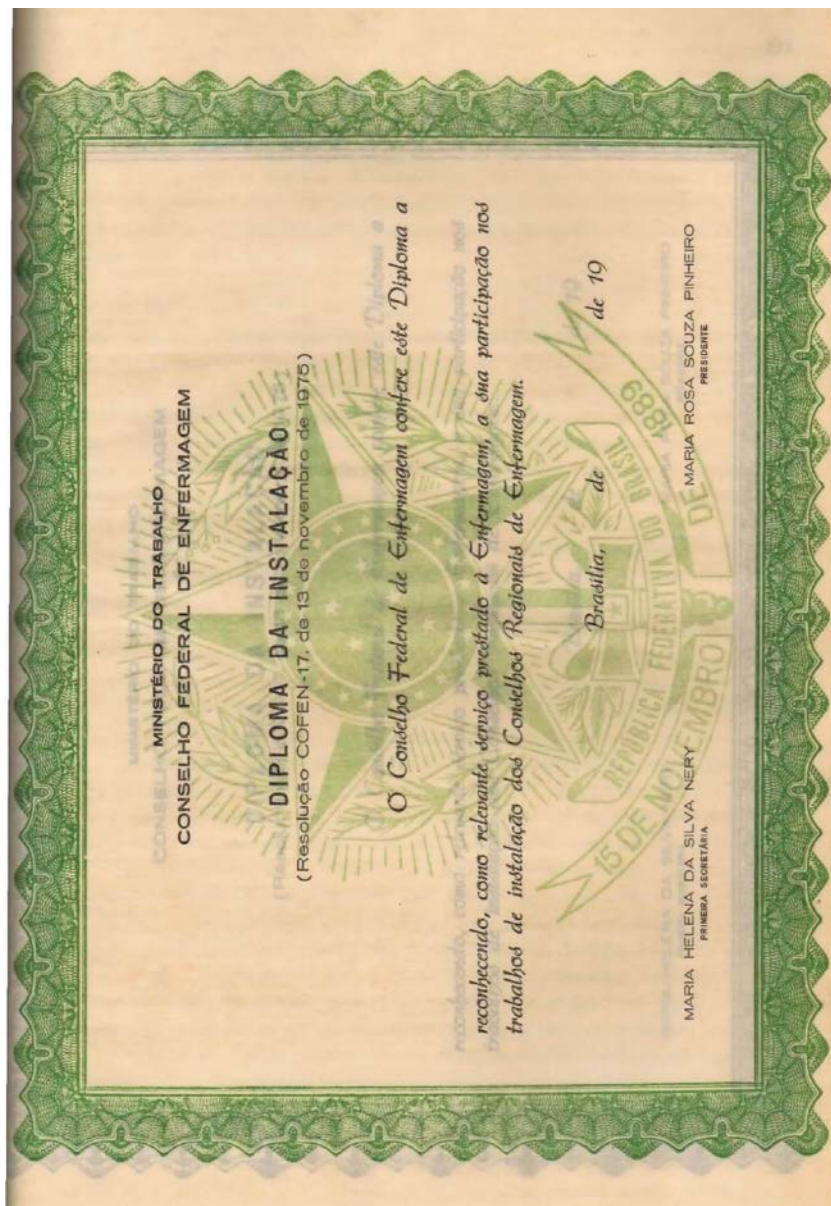 MINISTÉRIO DO TRABALHO
CONSELHO FEDERAL DE ENFERMAGEM
DIPLOMA DA INSTALAÇÃO
(Resolução COFEN-17, de 13 de novembro de 1975)
O Conselho Federal de Enfermagem confere este Diploma a
reconhecendo, como relevante serviço prestado à Enfermagem, a sua participação nos
trabalhos de instalação dos Conselhos Regionais de Enfermagem.
Brasília, de de 19
MARIA HELENA DA SILVA NERY
PRIMEIRA SECRETÁRIA
MARIA ROSA SOUZA PINHEIRO
PRESIDENTE
REPÚBLICA FEDERATIVA DO BRASIL
15 DE NOVEMBRO DE 1889